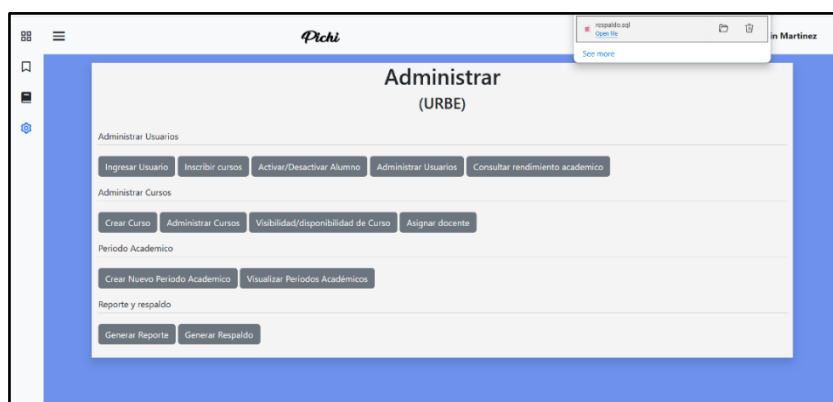 Pichi
respaldo.sql
Open file
See more
in Martinez
Administrar
(URBE)
Administrar Usuarios
Ingresar Usuario Inscribir cursos Activar/Desactivar Alumno Administrar Usuarios Consultar rendimiento academico
Administrar Cursos
Crear Curso Administrar Cursos Visibilidad/disponibilidad de Curso Asignar docente
Periodo Academico
Crear Nuevo Periodo Academico Visualizar Periodos Académicos
Reporte y respaldo
Generar Reporte Generar Respaldo